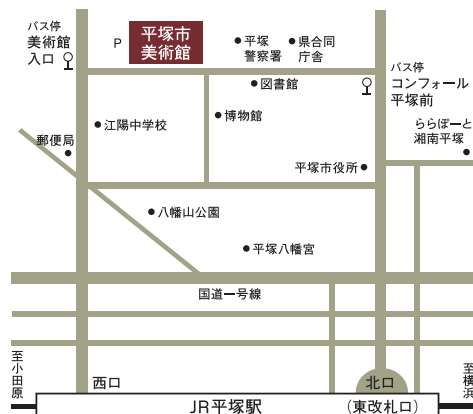 バス停
美術館
入口
P
平塚市
美術館
平塚
警察署
県合同
庁舎
バス停
コンフォール
平塚前
図書館
博物館
江陽中学校
郵便局
ららぽーと
湘南平塚
平塚市役所
八幡山公園
平塚八幡宮
国道一号線
至小田原
西口
北口
至横浜
JR平塚駅
(東改札口)